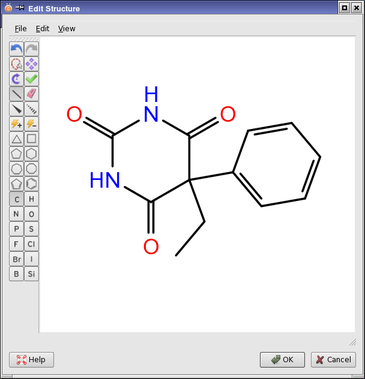 Edit Structure
File Edit View
H
O N O
HN
O
C H
N O
P S
F Cl
Br I
B Si
Help OK Cancel